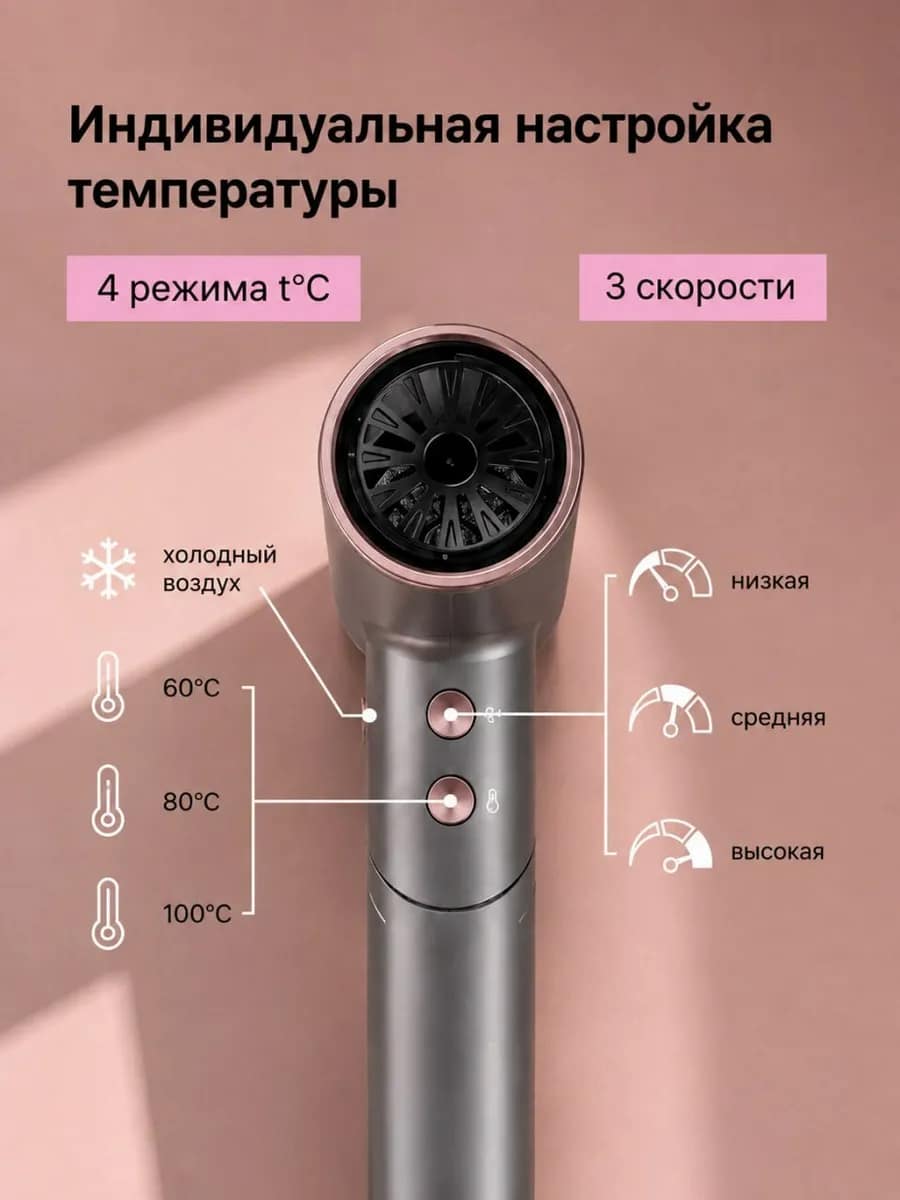 Индивидуальная настройка
температуры
4 режима t°C
3 скорости
холодный
воздух
60°C
80°C
100°C
низкая
средняя
высокая